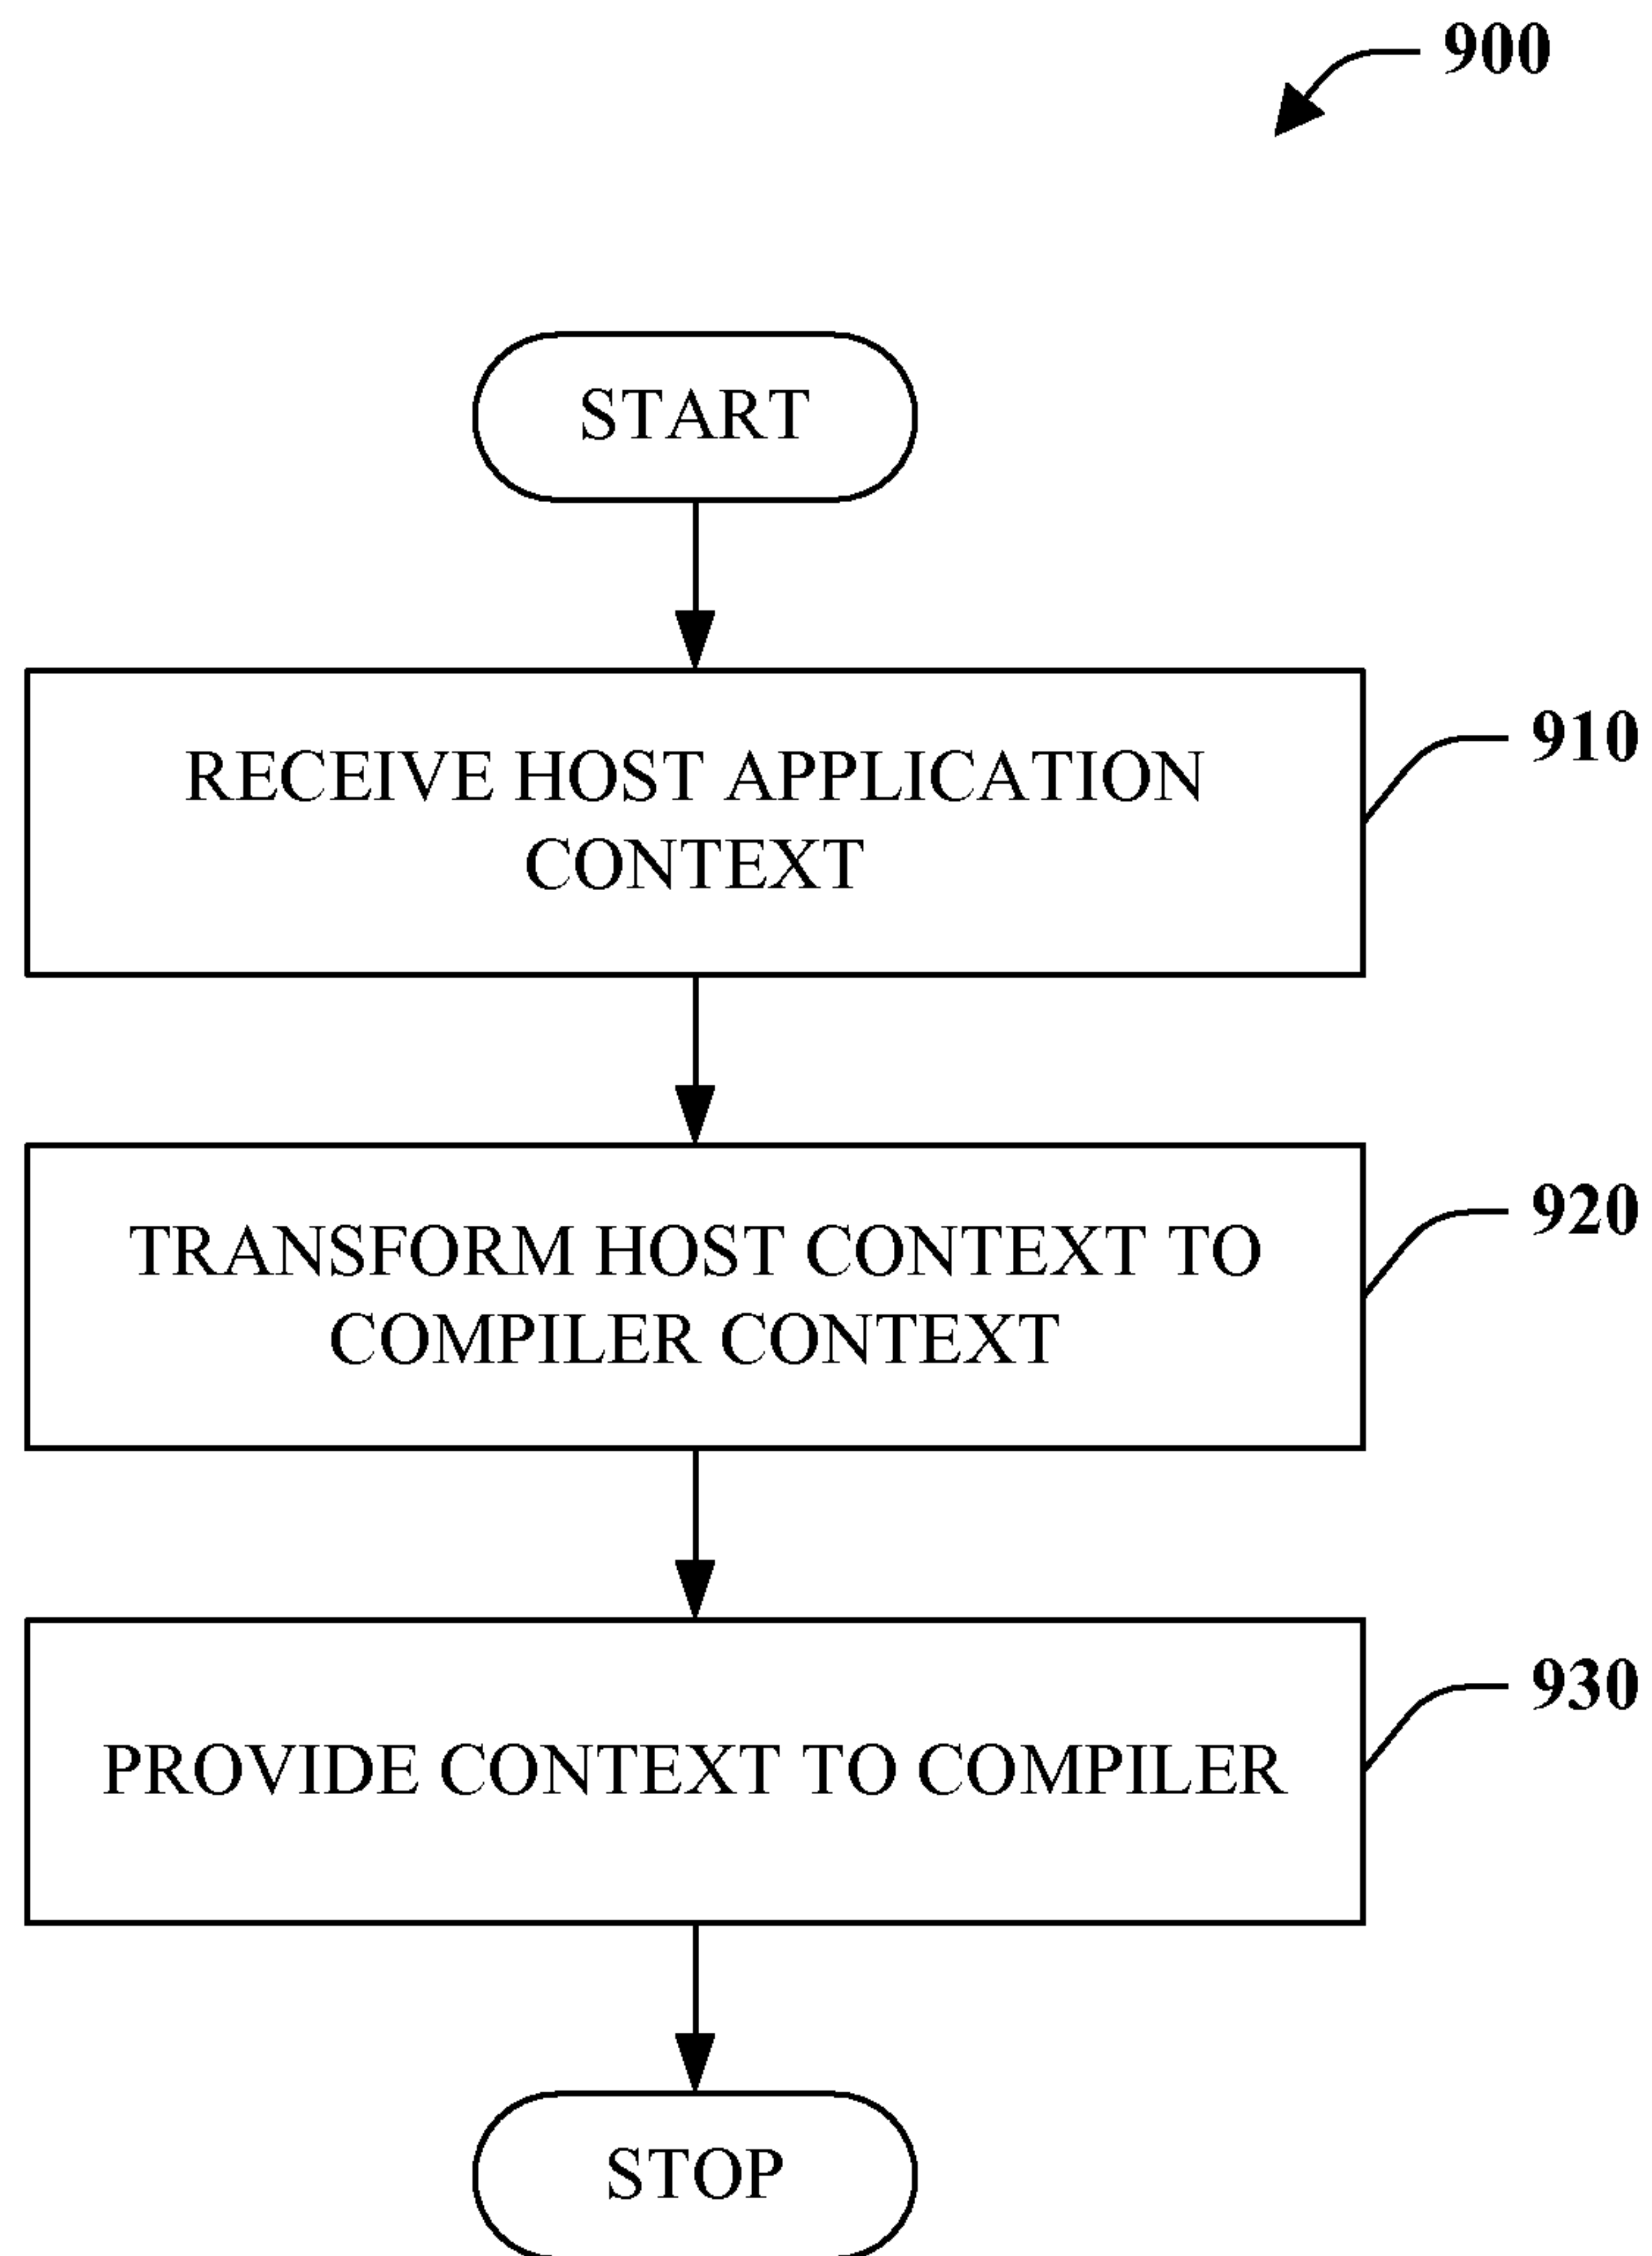 900
START
RECEIVE HOST APPLICATION
CONTEXT
910
TRANSFORM HOST CONTEXT TO
COMPILER CONTEXT
920
PROVIDE CONTEXT TO COMPILER
930
STOP